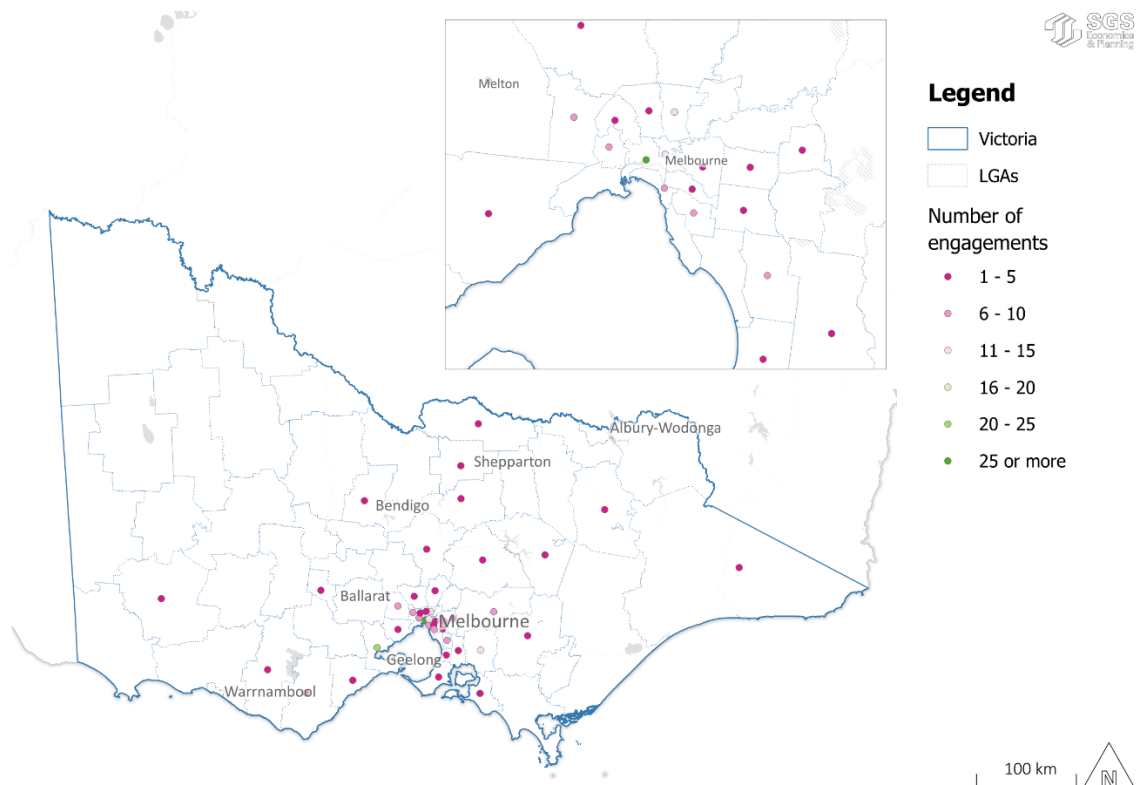 SGS
Economics
& Planning
Melton
Melbourne
Legend
Victoria
LGAs
Number of
engagements
1 - 5
6 - 10
11 - 15
16 - 20
20 - 25
25 or more
Albury-Wodonga
Shepparton
Bendigo
Ballarat
Melbourne
Geelong
Warrnambool
100 km
N